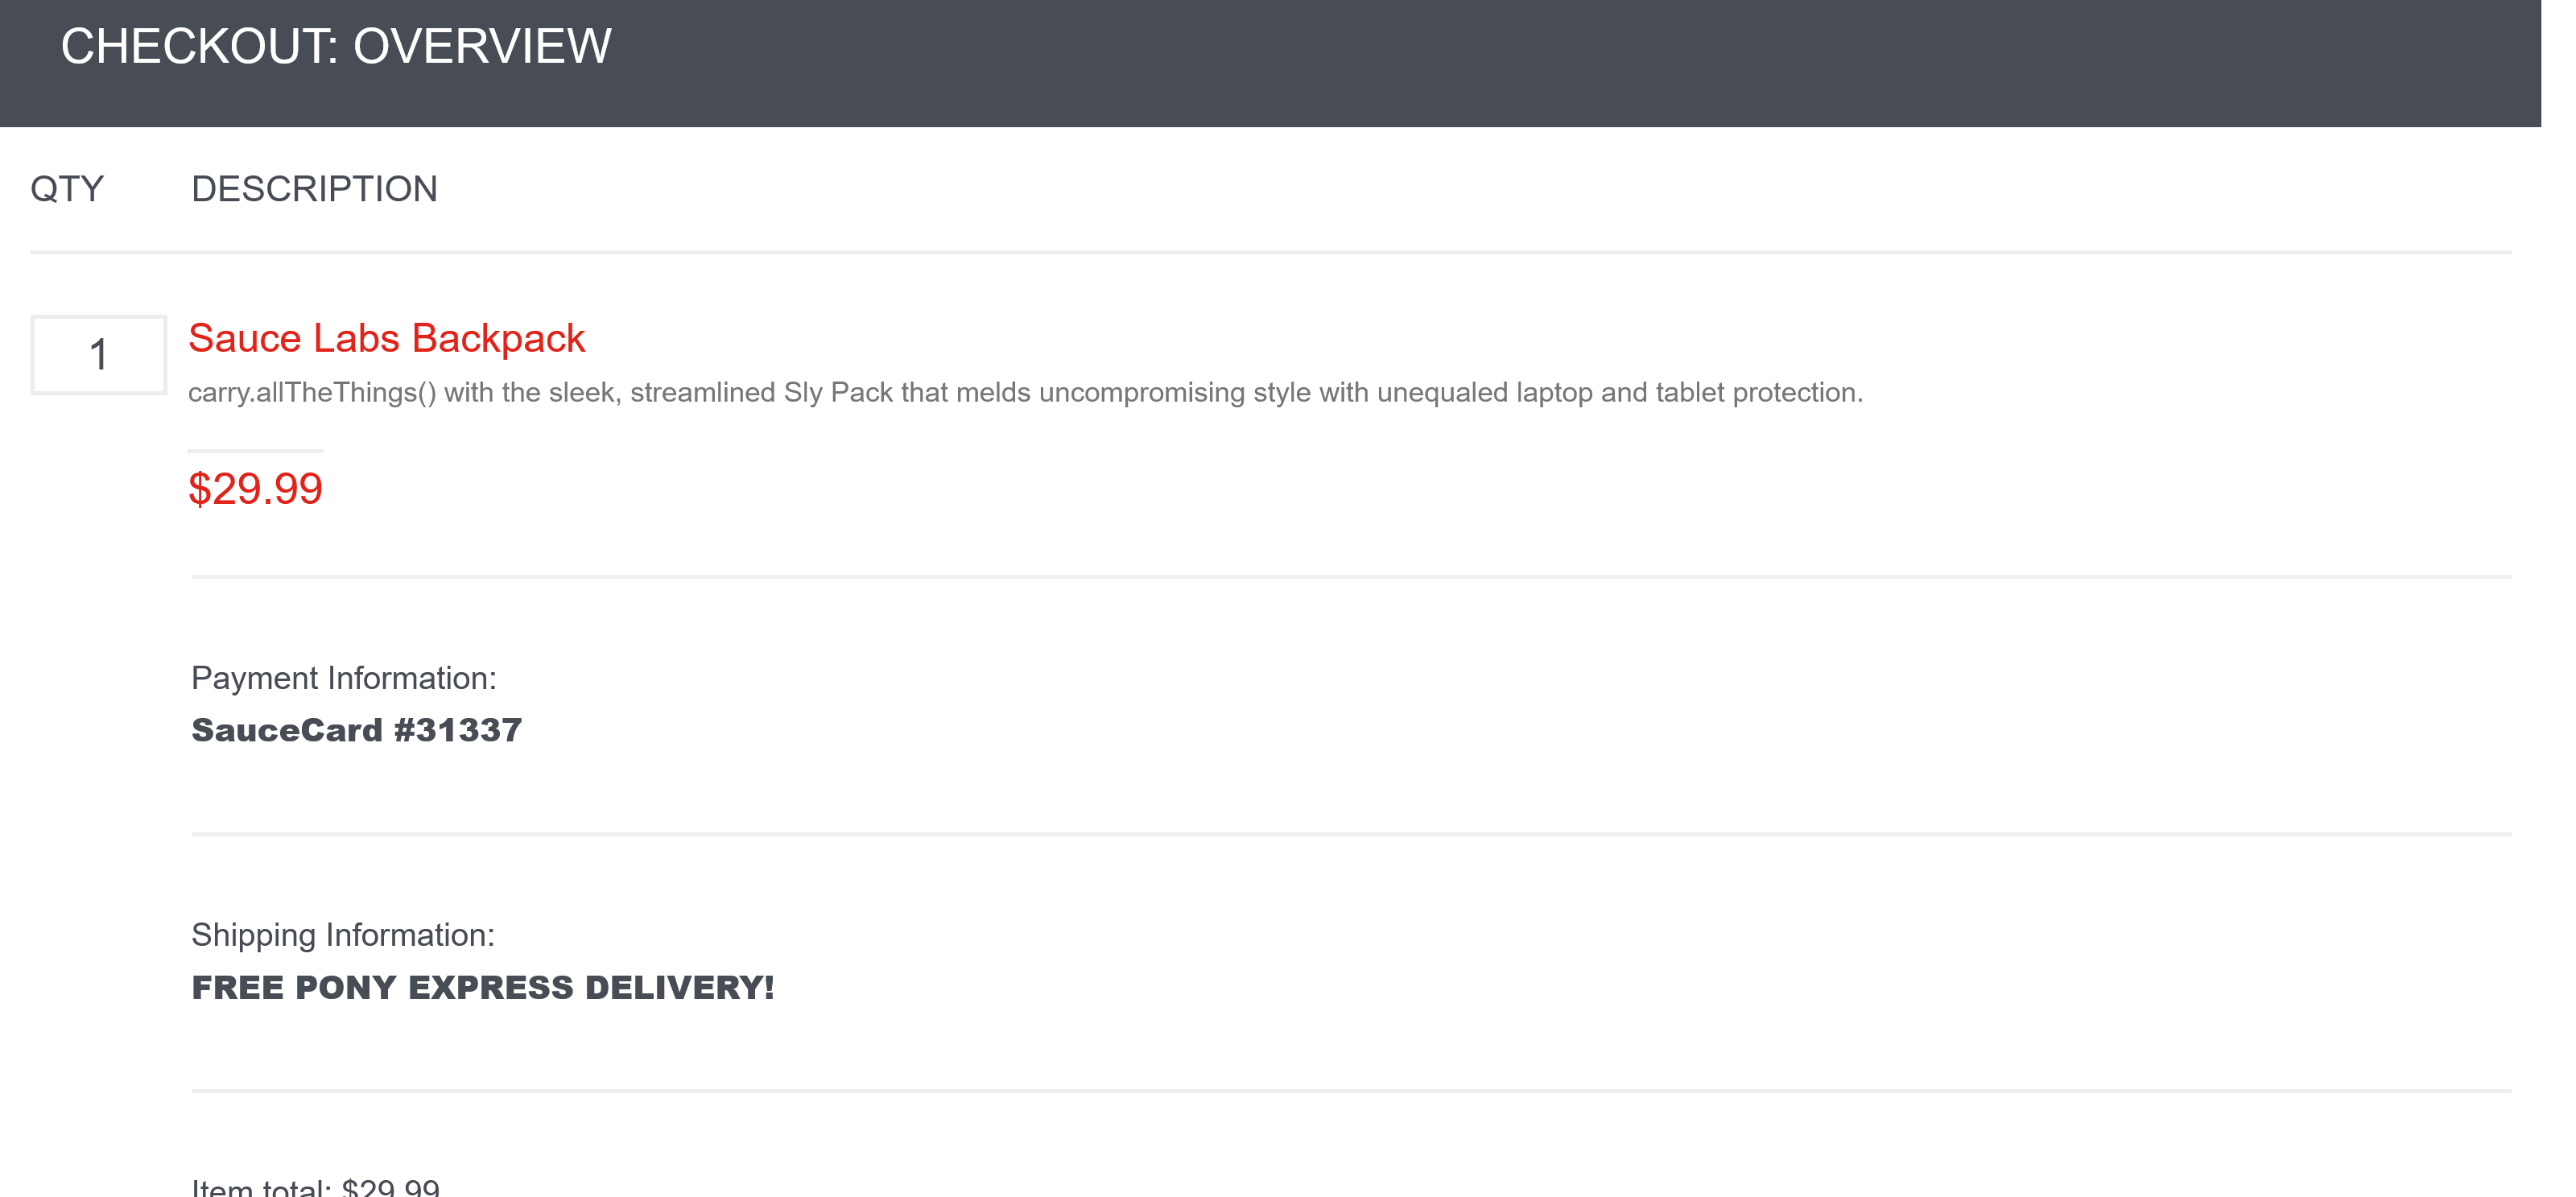 CHECKOUT: OVERVIEW
QTY DESCRIPTION
1
Sauce Labs Backpack
carry.allTheThings() with the sleek, streamlined Sly Pack that melds uncompromising style with unequaled laptop and tablet protection.
$29.99
Payment Information:
SauceCard #31337
Shipping Information:
FREE PONY EXPRESS DELIVERY!
Item total: $29.99